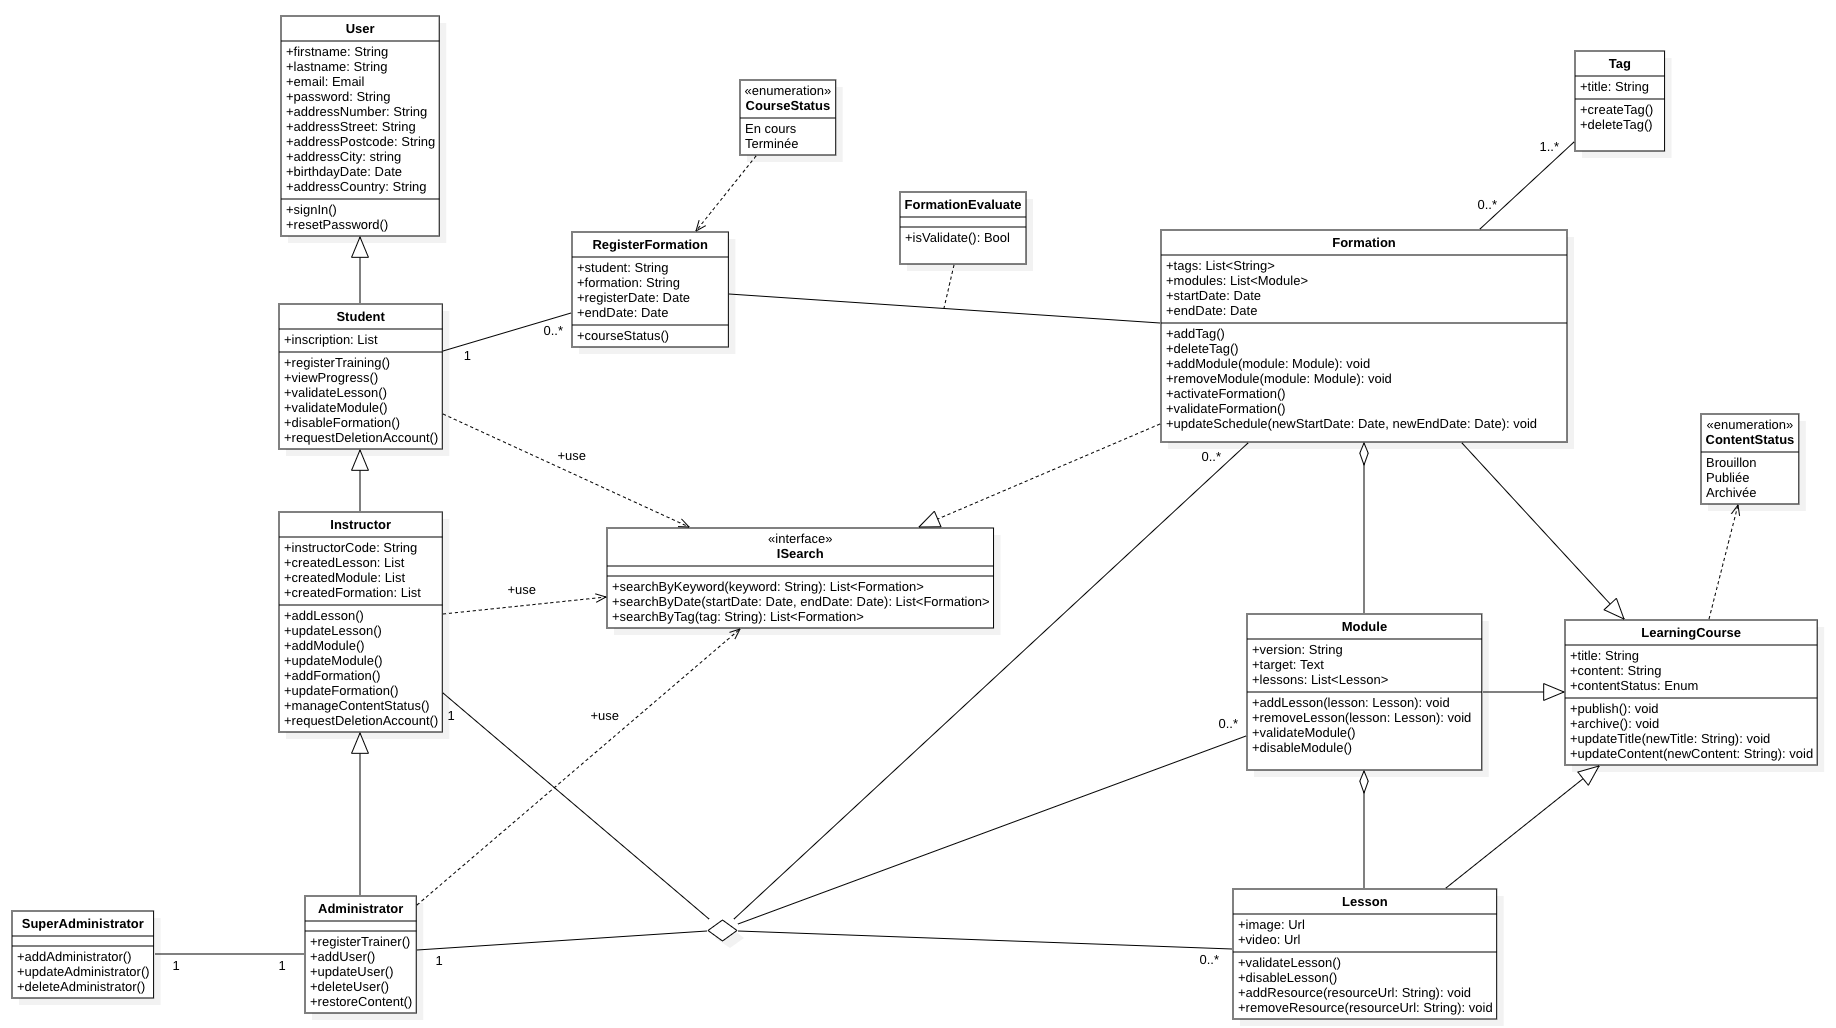 User
+firstname: String
+lastname: String
+email: Email
+password: String
+addressNumber: String
+addressStreet: String
+addressPostcode: String
+addressCity: string
+birthdayDate: Date
+addressCountry: String
+signIn()
+resetPassword()
«enumeration»
CourseStatus
En cours
Terminée
Tag
+title: String
+createTag()
+deleteTag()
1..*
0..*
FormationEvaluate
+isValidate(): Bool
RegisterFormation
+student: String
+formation: String
+registerDate: Date
+endDate: Date
+courseStatus()
0..*
1
Formation
+tags: List<String>
+modules: List<Module>
+startDate: Date
+endDate: Date
+addTag()
+deleteTag()
+addModule(module: Module): void
+removeModule(module: Module): void
+activateFormation()
+validateFormation()
+updateSchedule(newStartDate: Date, newEndDate: Date): void
0..*
Student
+inscription: List
+registerTraining()
+viewProgress()
+validateLesson()
+validateModule()
+disableFormation()
+requestDeletionAccount()
+use
«enumeration»
ContentStatus
Brouillon
Publiée
Archivée
Instructor
+instructorCode: String
+createdLesson: List
+createdModule: List
+createdFormation: List
+addLesson()
+updateLesson()
+addModule()
+updateModule()
+addFormation()
+updateFormation()
+manageContentStatus()
+requestDeletionAccount()
1
+use
«interface»
ISearch
+searchByKeyword(keyword: String): List<Formation>
+searchByDate(startDate: Date, endDate: Date): List<Formation>
+searchByTag(tag: String): List<Formation>
+use
Module
+version: String
+target: Text
+lessons: List<Lesson>
+addLesson(lesson: Lesson): void
+removeLesson(lesson: Lesson): void
+validateModule()
+disableModule()
0..*
LearningCourse
+title: String
+content: String
+contentStatus: Enum
+publish(): void
+archive(): void
+updateTitle(newTitle: String): void
+updateContent(newContent: String): void
SuperAdministrator
+addAdministrator()
+updateAdministrator()
+deleteAdministrator()
1
1
Administrator
+registerTrainer()
+addUser()
+updateUser()
+deleteUser()
+restoreContent()
1
0..*
Lesson
+image: Url
+video: Url
+validateLesson()
+disableLesson()
+addResource(resourceUrl: String): void
+removeResource(resourceUrl: String): void